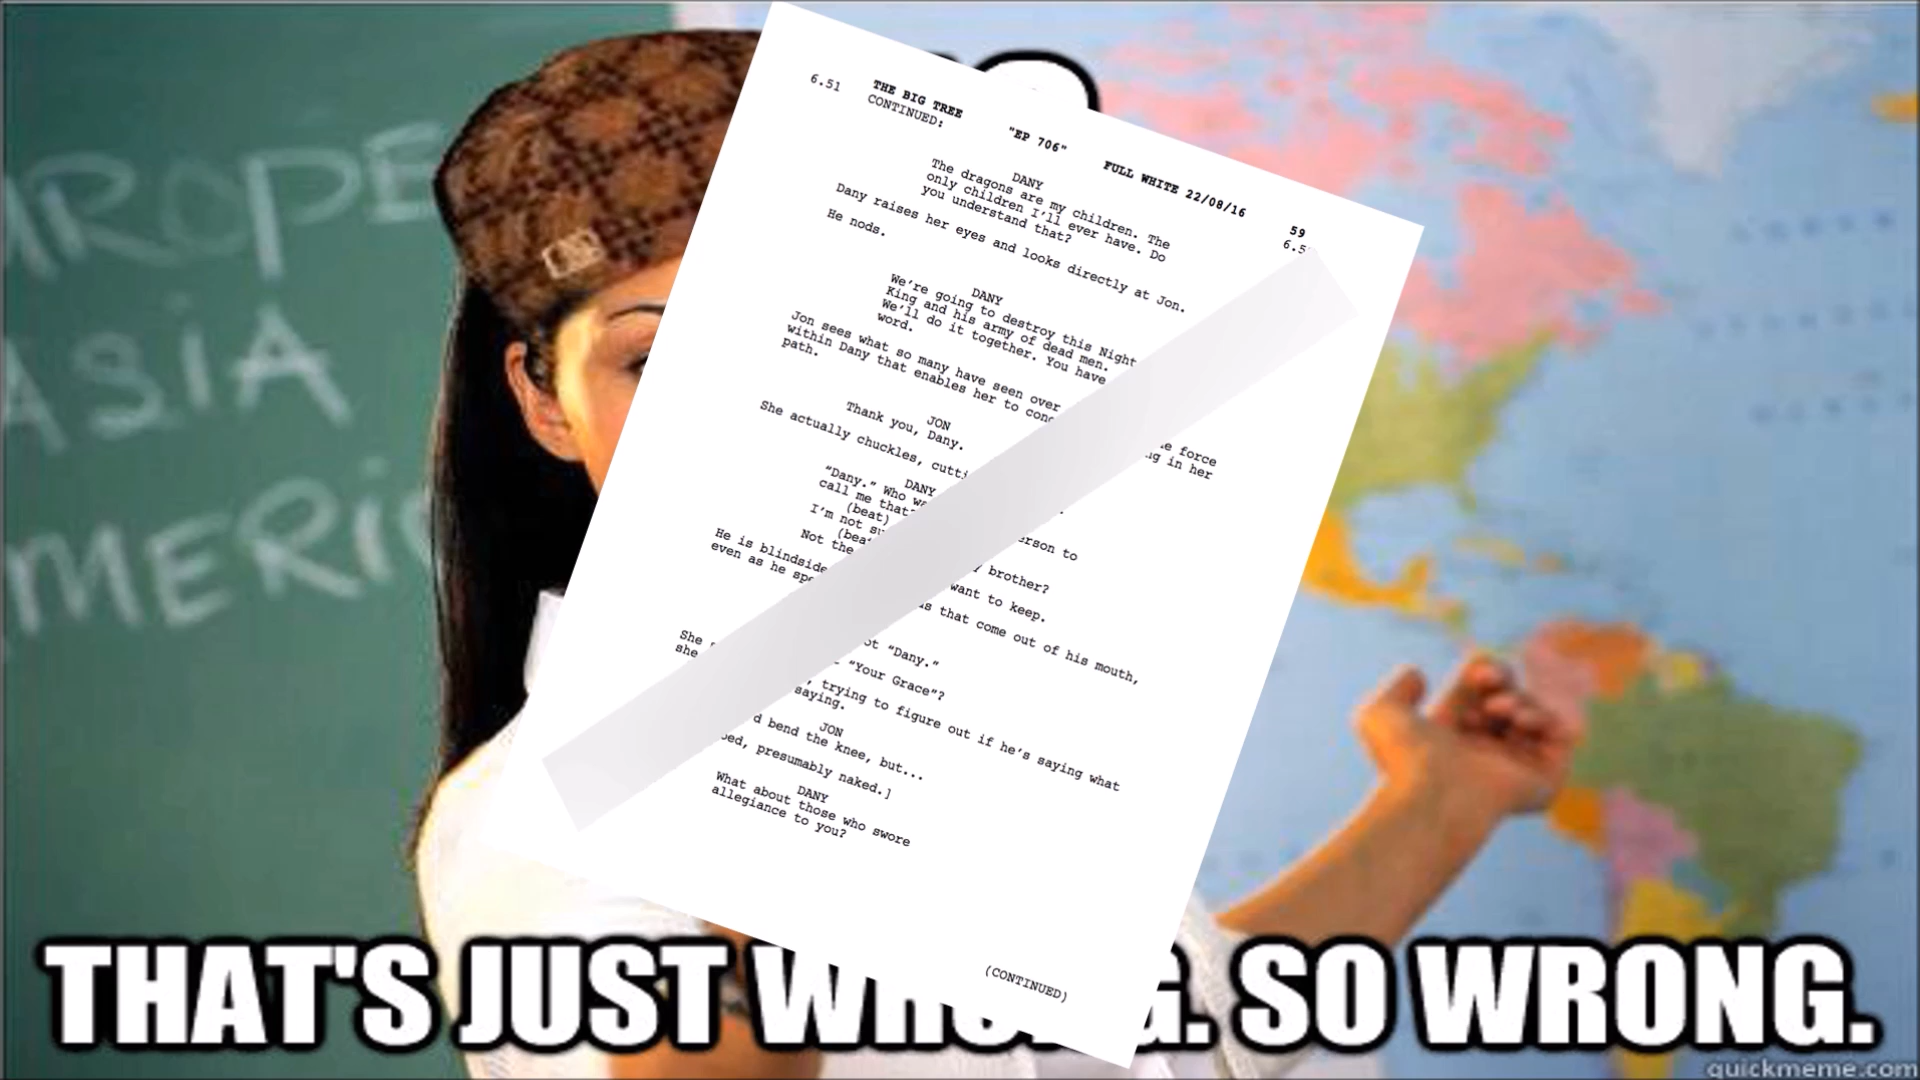 UROPE
ASiA
MERiC
6.51
THE BIG TREE
"EP 706"
FULL WHITE 22/08/16
59
CONTINUED:
DANY
The dragons are my children. The
only children I'll ever have. Do
you understand that?
Dany raises her eyes and looks directly at Jon.
He nods.
DANY
We're going to destroy this Night
King and his army of dead men.
We'll do it together. You have
word.
Jon sees what so many have seen over
force
within Dany that enables her to
in her
path.
JON
Thank you, Dany.
She actually chuckles,
DANY
"Dany." Who
call me
to
(beat)
I'm not
brother?
Not the
want to keep.
He is
that come out of his mouth,
even as he
"Dany."
"Your Grace"?
She
trying to figure out if he's saying what
she
saying.
JON
bend the knee, but...
presumably naked.]
DANY
What about those who swore
allegiance to you?
(CONTINUED)
THAT'S JUST SO WRONG.
quickmeme.com